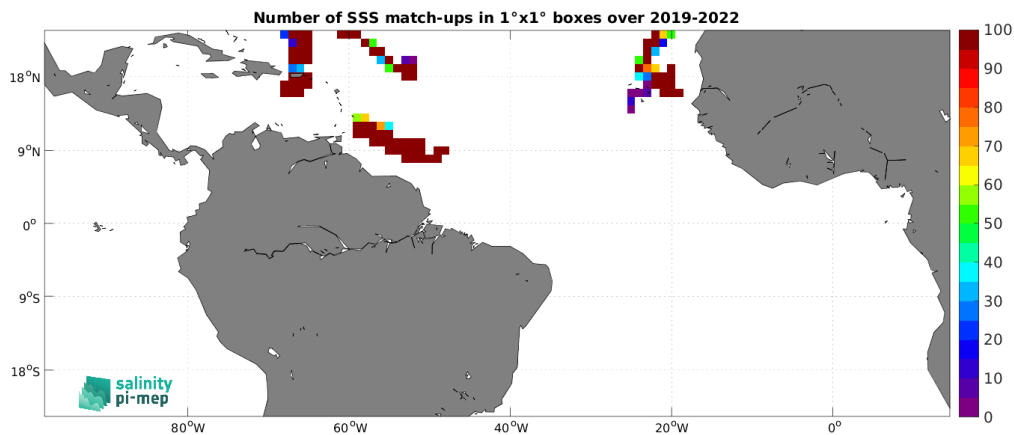 Number of SSS match-ups in 1°x1° boxes over 2019-2022
18°N
9°N
0°
9°S
18°S
80°W
60°W
40°W
20°W
0°
100
90
80
70
60
50
40
30
20
10
0
salinity
pi-mep